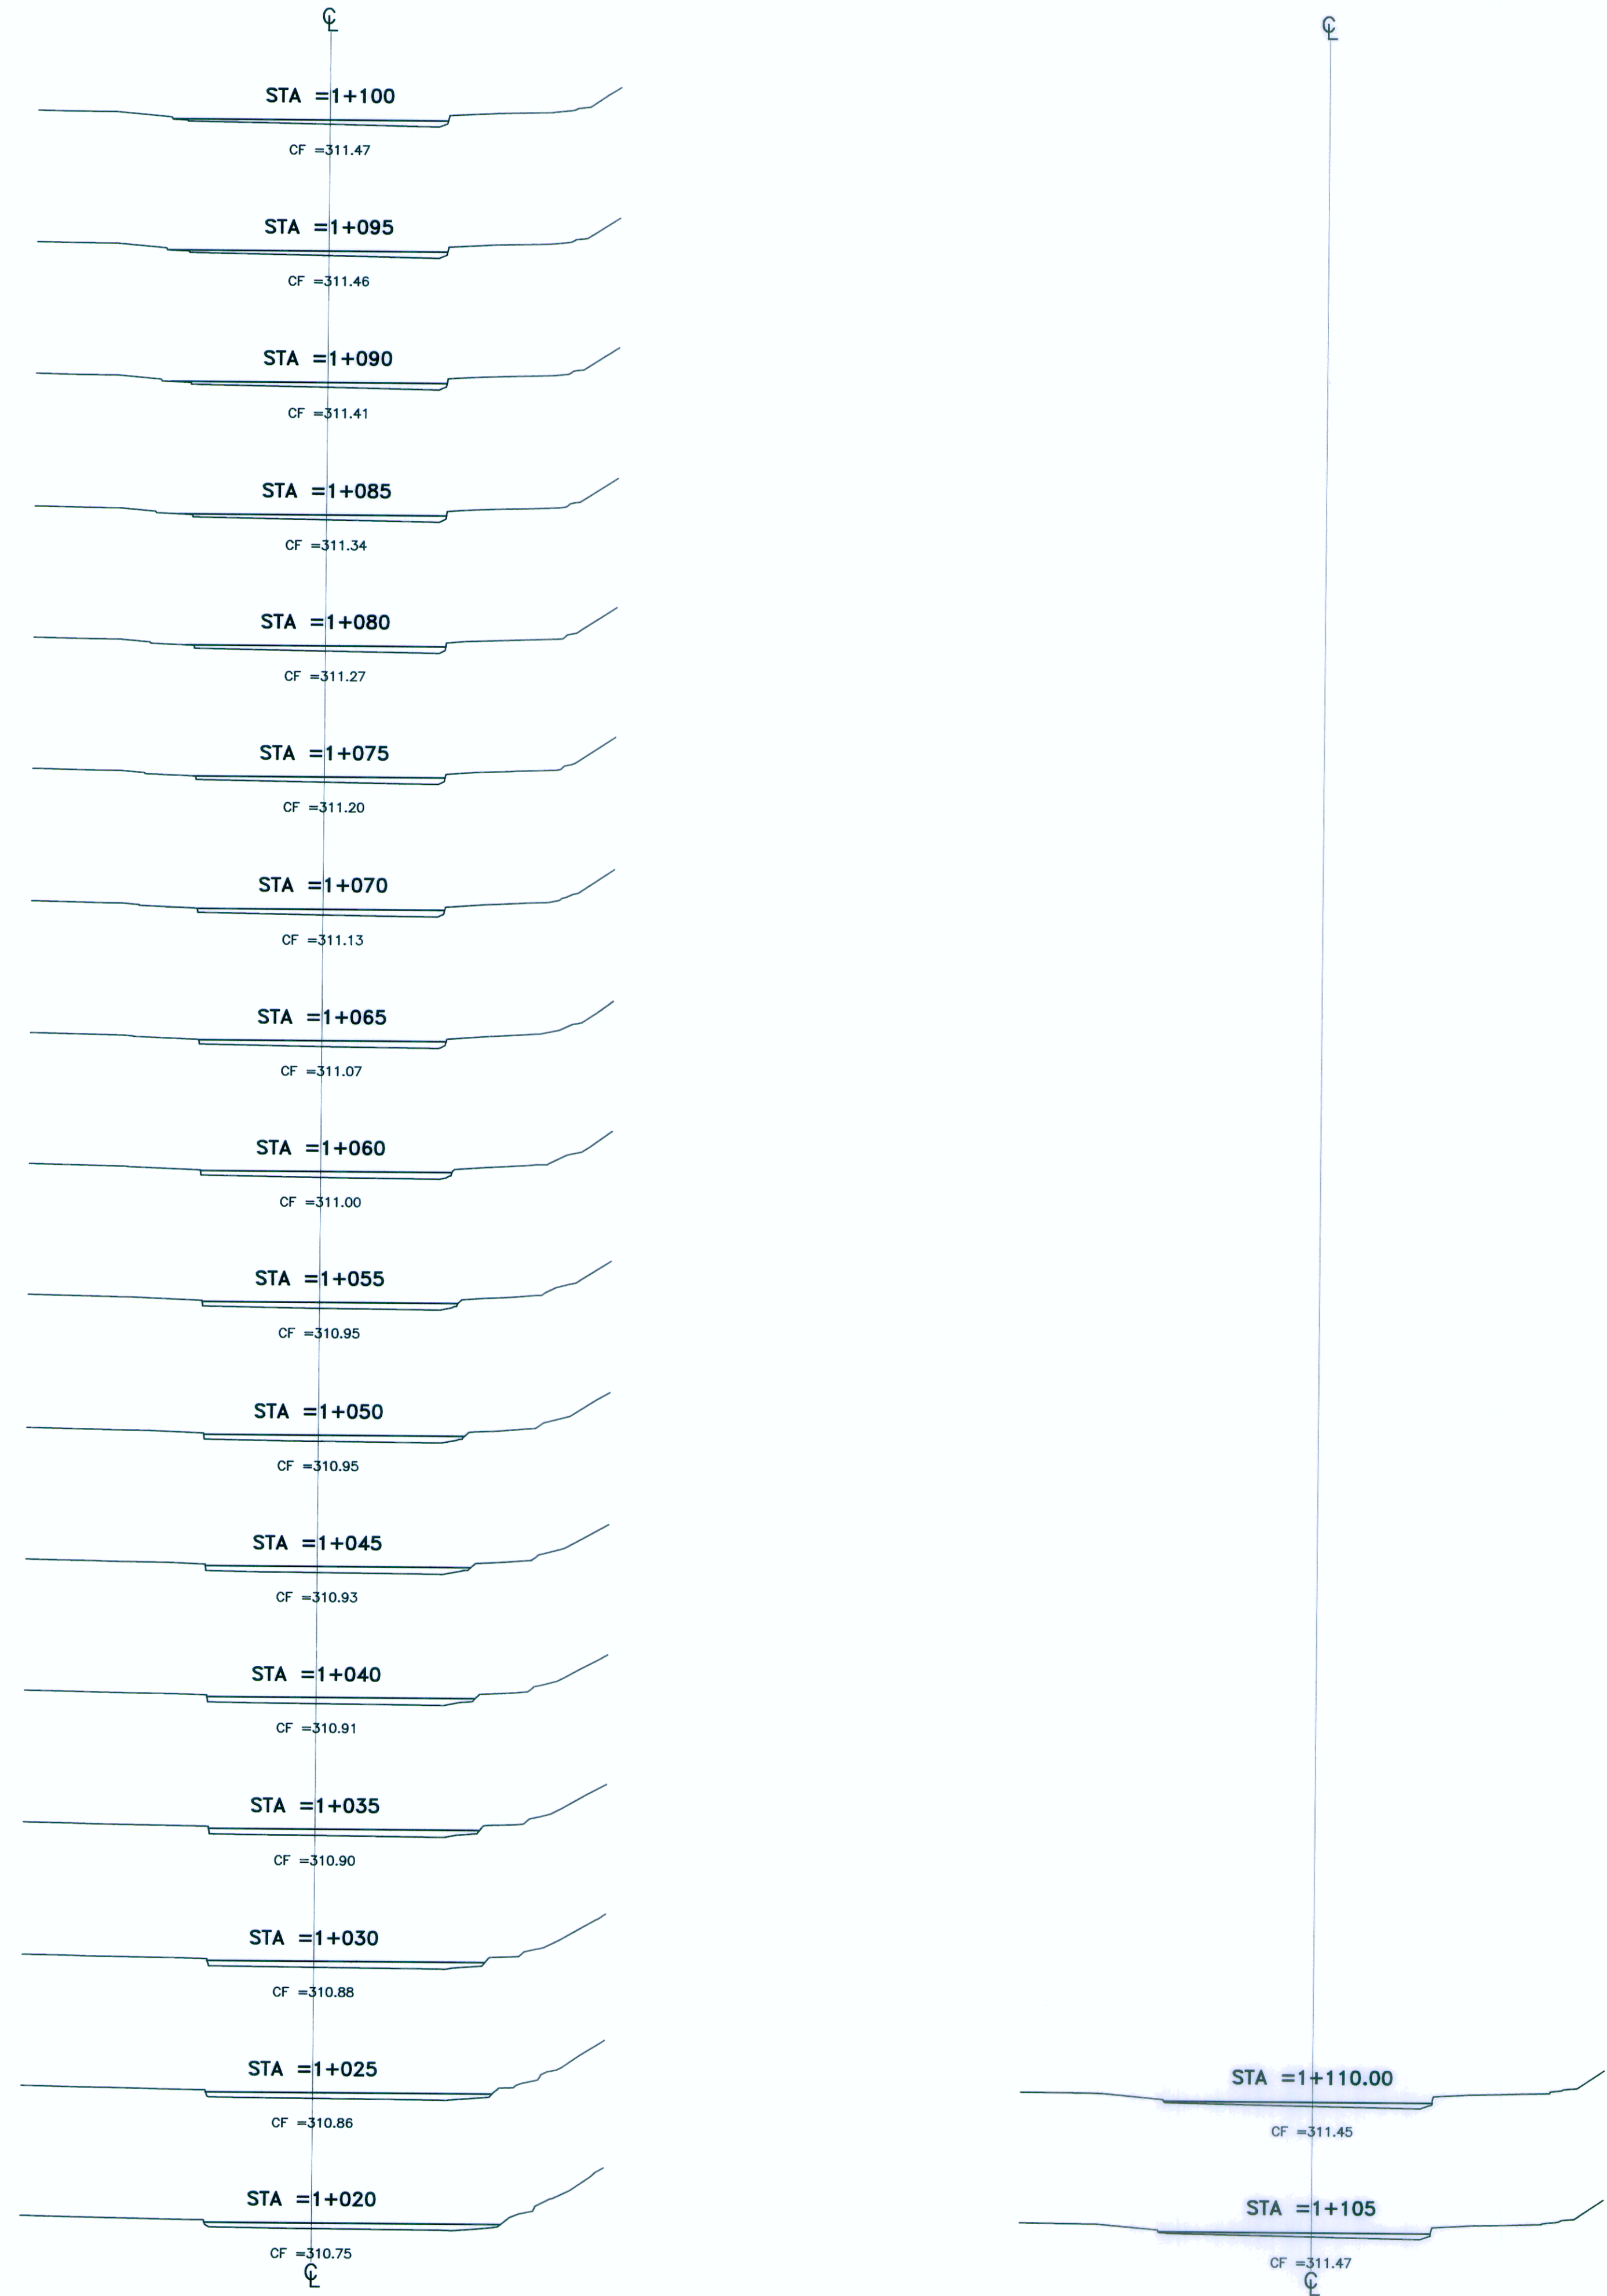 ℄
STA =1+100
CF =311.47
STA =1+095
CF =311.46
STA =1+090
CF =311.41
STA =1+085
CF =311.34
STA =1+080
CF =311.27
STA =1+075
CF =311.20
STA =1+070
CF =311.13
STA =1+065
CF =311.07
STA =1+060
CF =311.00
STA =1+055
CF =310.95
STA =1+050
CF =310.95
STA =1+045
CF =310.93
STA =1+040
CF =310.91
STA =1+035
CF =310.90
STA =1+030
CF =310.88
STA =1+025
CF =310.86
STA =1+020
CF =310.75
℄
℄
STA =1+110.00
CF =311.45
STA =1+105
CF =311.47
℄